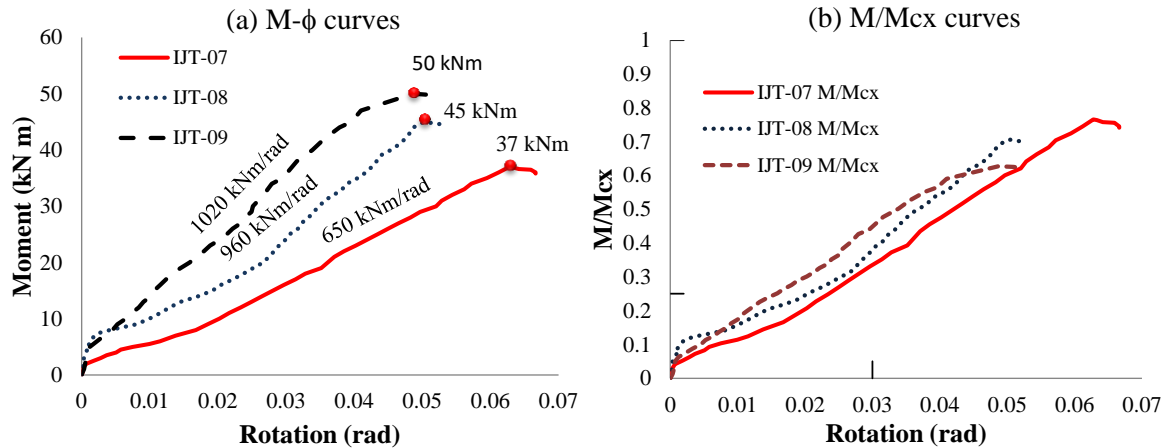 (a) M-ϕ curves
Moment (kN m)
60
50
40
30
20
10
0
IJT-07
IJT-08
IJT-09
50 kNm
45 kNm
37 kNm
1020 kNm/rad
960 kNm/rad
650 kNm/rad
0 0.01 0.02 0.03 0.04 0.05 0.06 0.07
Rotation (rad)
(b) M/Mcx curves
M/Mcx
1
0.9
0.8
0.7
0.6
0.5
0.4
0.3
0.2
0.1
0
IJT-07 M/Mcx
IJT-08 M/Mcx
IJT-09 M/Mcx
0 0.01 0.02 0.03 0.04 0.05 0.06 0.07
Rotation (rad)